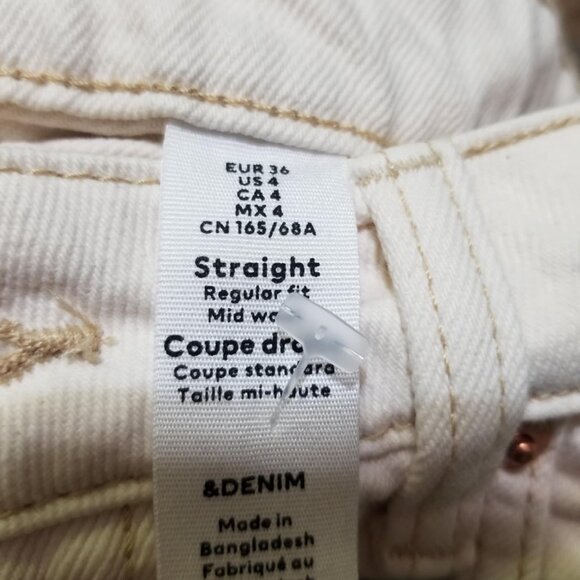 EUR 36
US 4
CA 4
MX 4
CN 165/68A
Straight
Regular fit
Mid
Coupe
Coupe standard
Taille mi-haute
&DENIM
Made in
Bangladesh
Fabriqué au